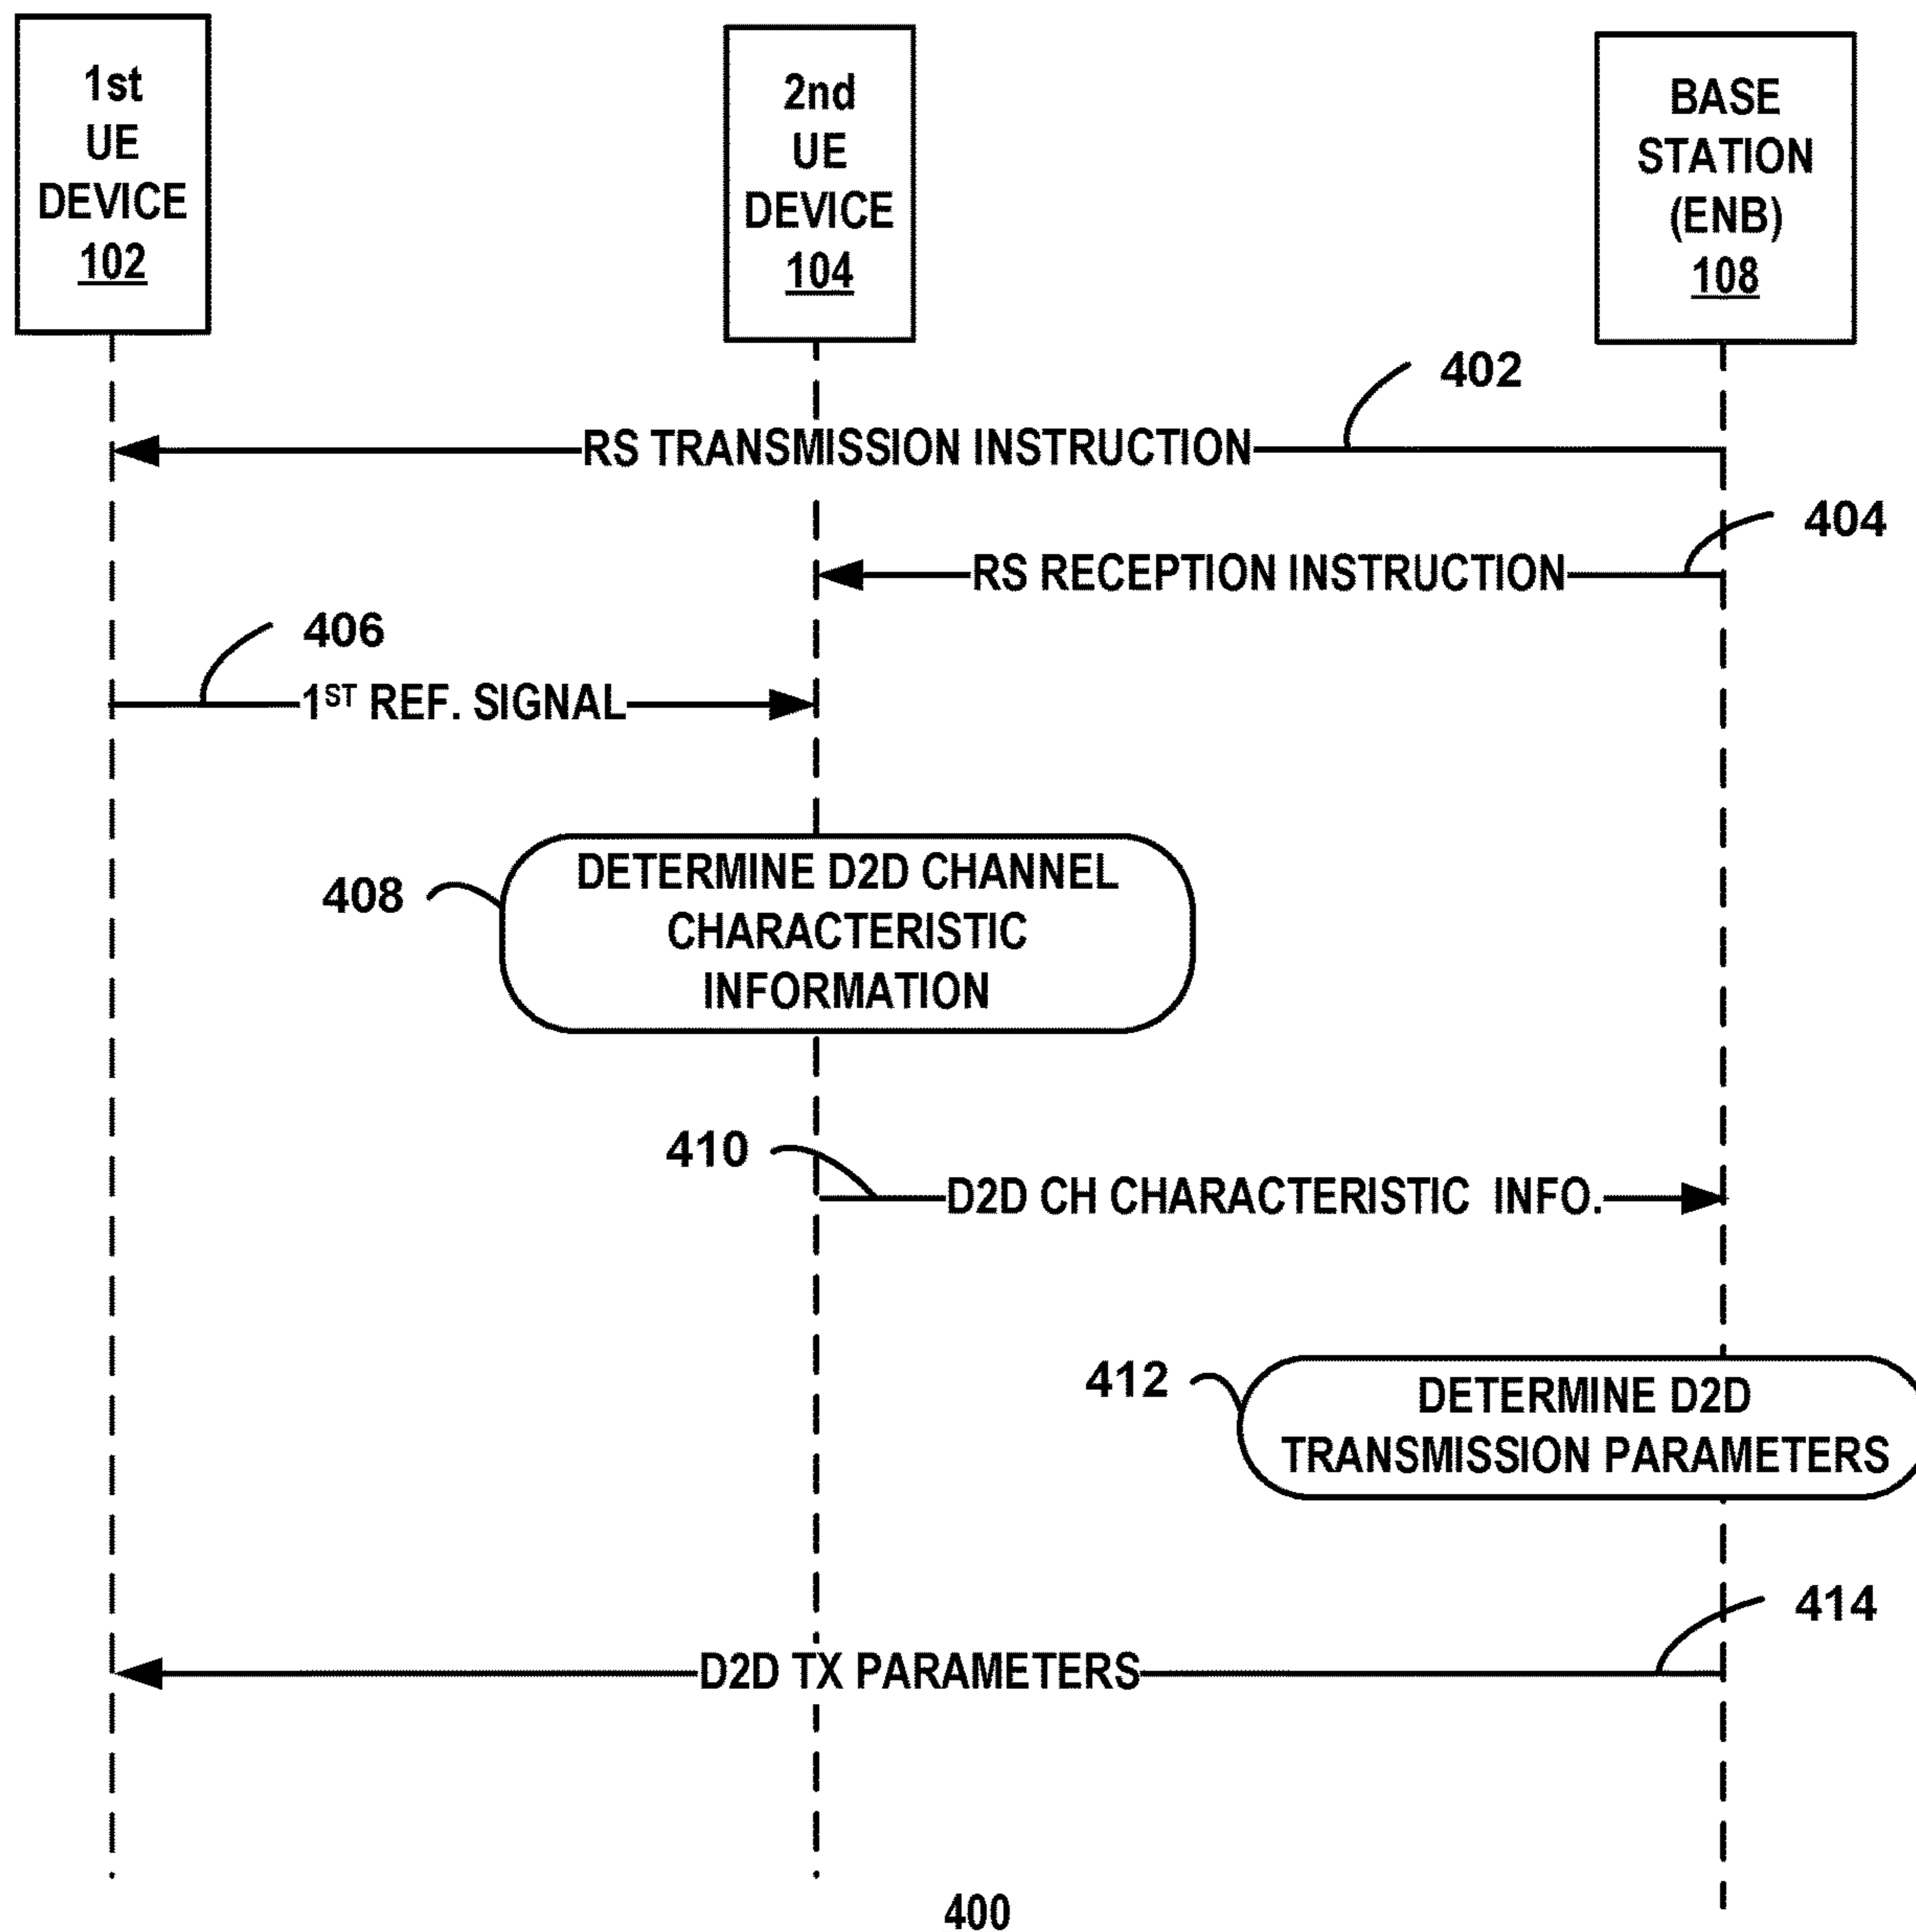 1st
UE
DEVICE
102
2nd
UE
DEVICE
104
BASE
STATION
(ENB)
108
402
RS TRANSMISSION INSTRUCTION
404
RS RECEPTION INSTRUCTION
406
1ST REF. SIGNAL
408
DETERMINE D2D CHANNEL
CHARACTERISTIC
INFORMATION
410
D2D CH CHARACTERISTIC INFO.
412
DETERMINE D2D
TRANSMISSION PARAMETERS
414
D2D TX PARAMETERS
400